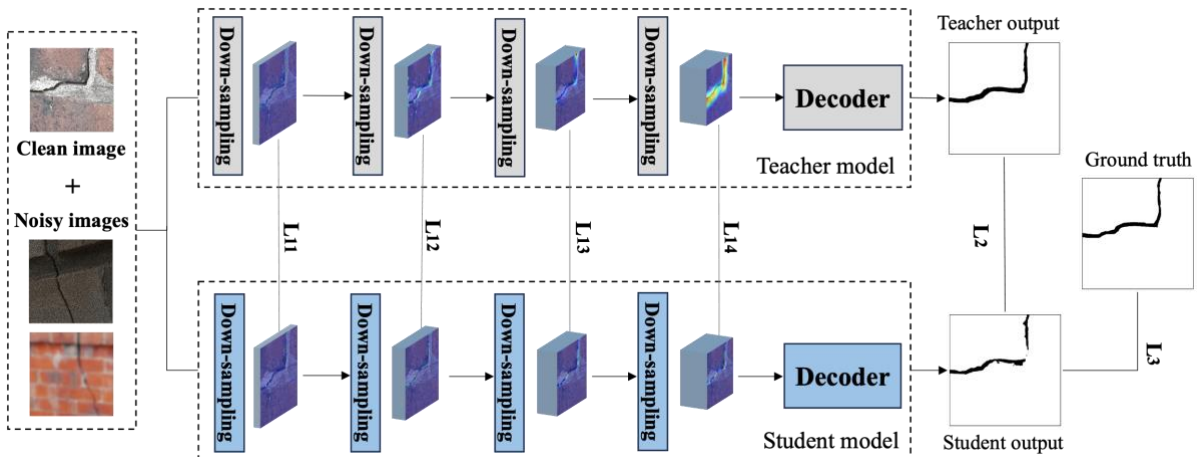 Clean image
+
Noisy images
Down-sampling
Down-sampling
Down-sampling
Down-sampling
Decoder
Teacher model
Teacher output
L11
L12
L13
L14
L2
Ground truth
L3
Down-sampling
Down-sampling
Down-sampling
Down-sampling
Decoder
Student model
Student output